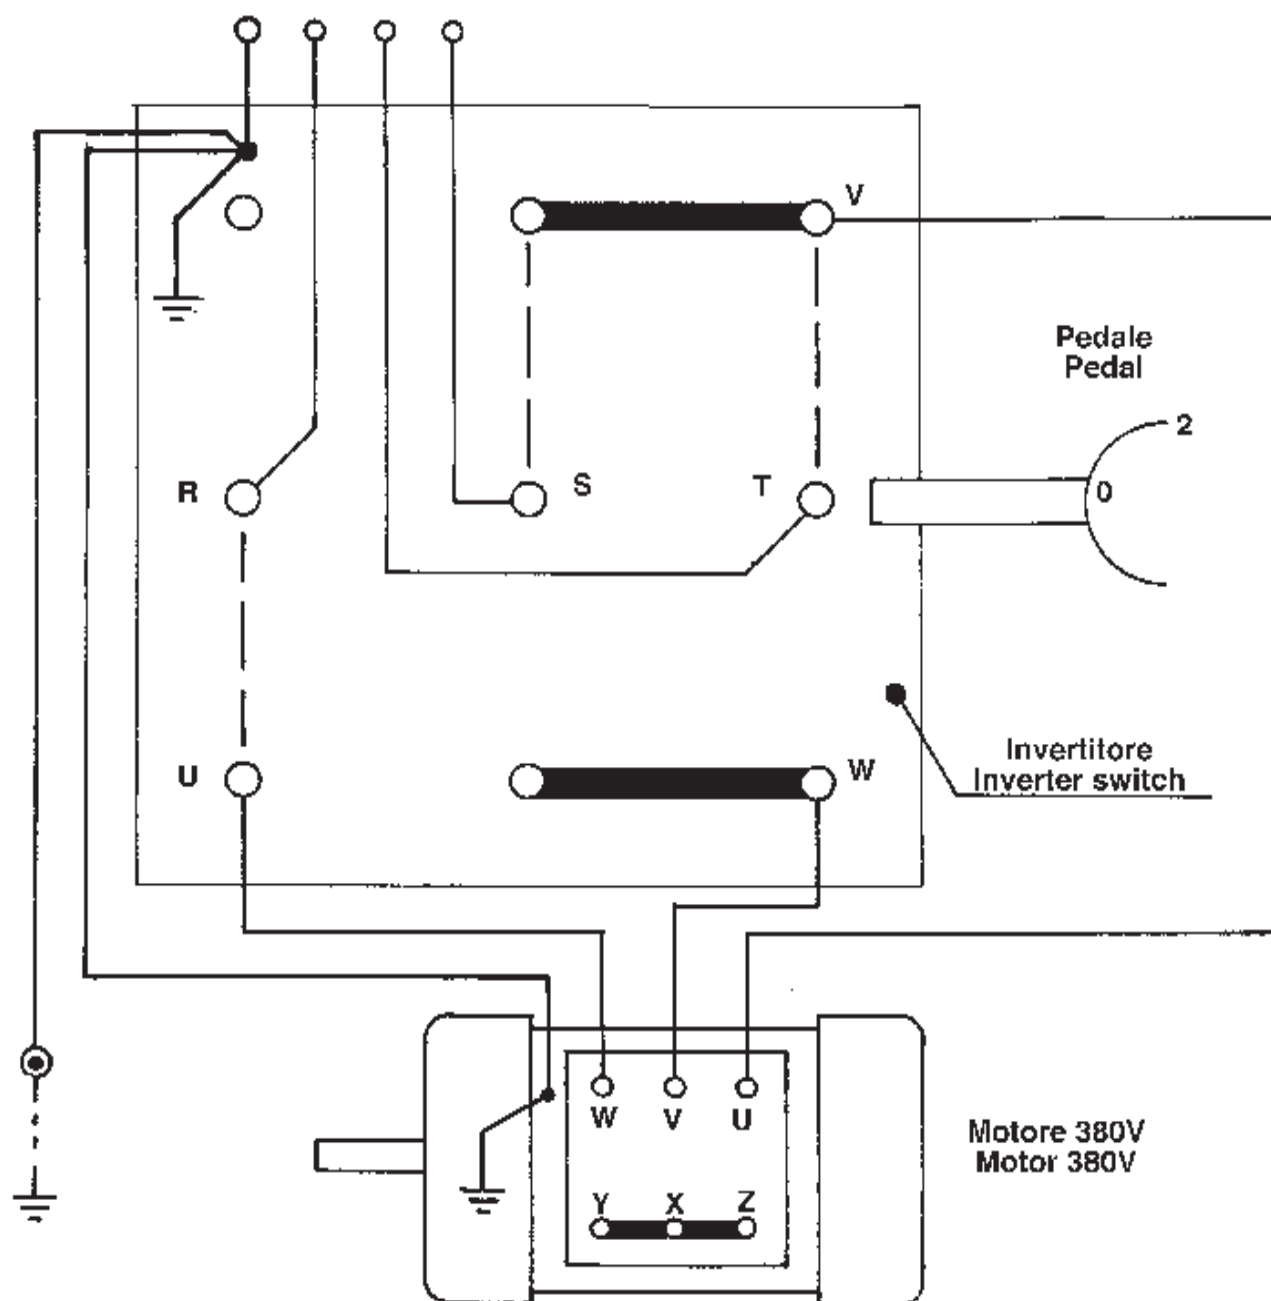 V
Pedale
Pedal
2
R
S
T
0
Invertitore
Inverter switch
U
W
W
V
U
Motore 380V
Motor 380V
Y
X
Z